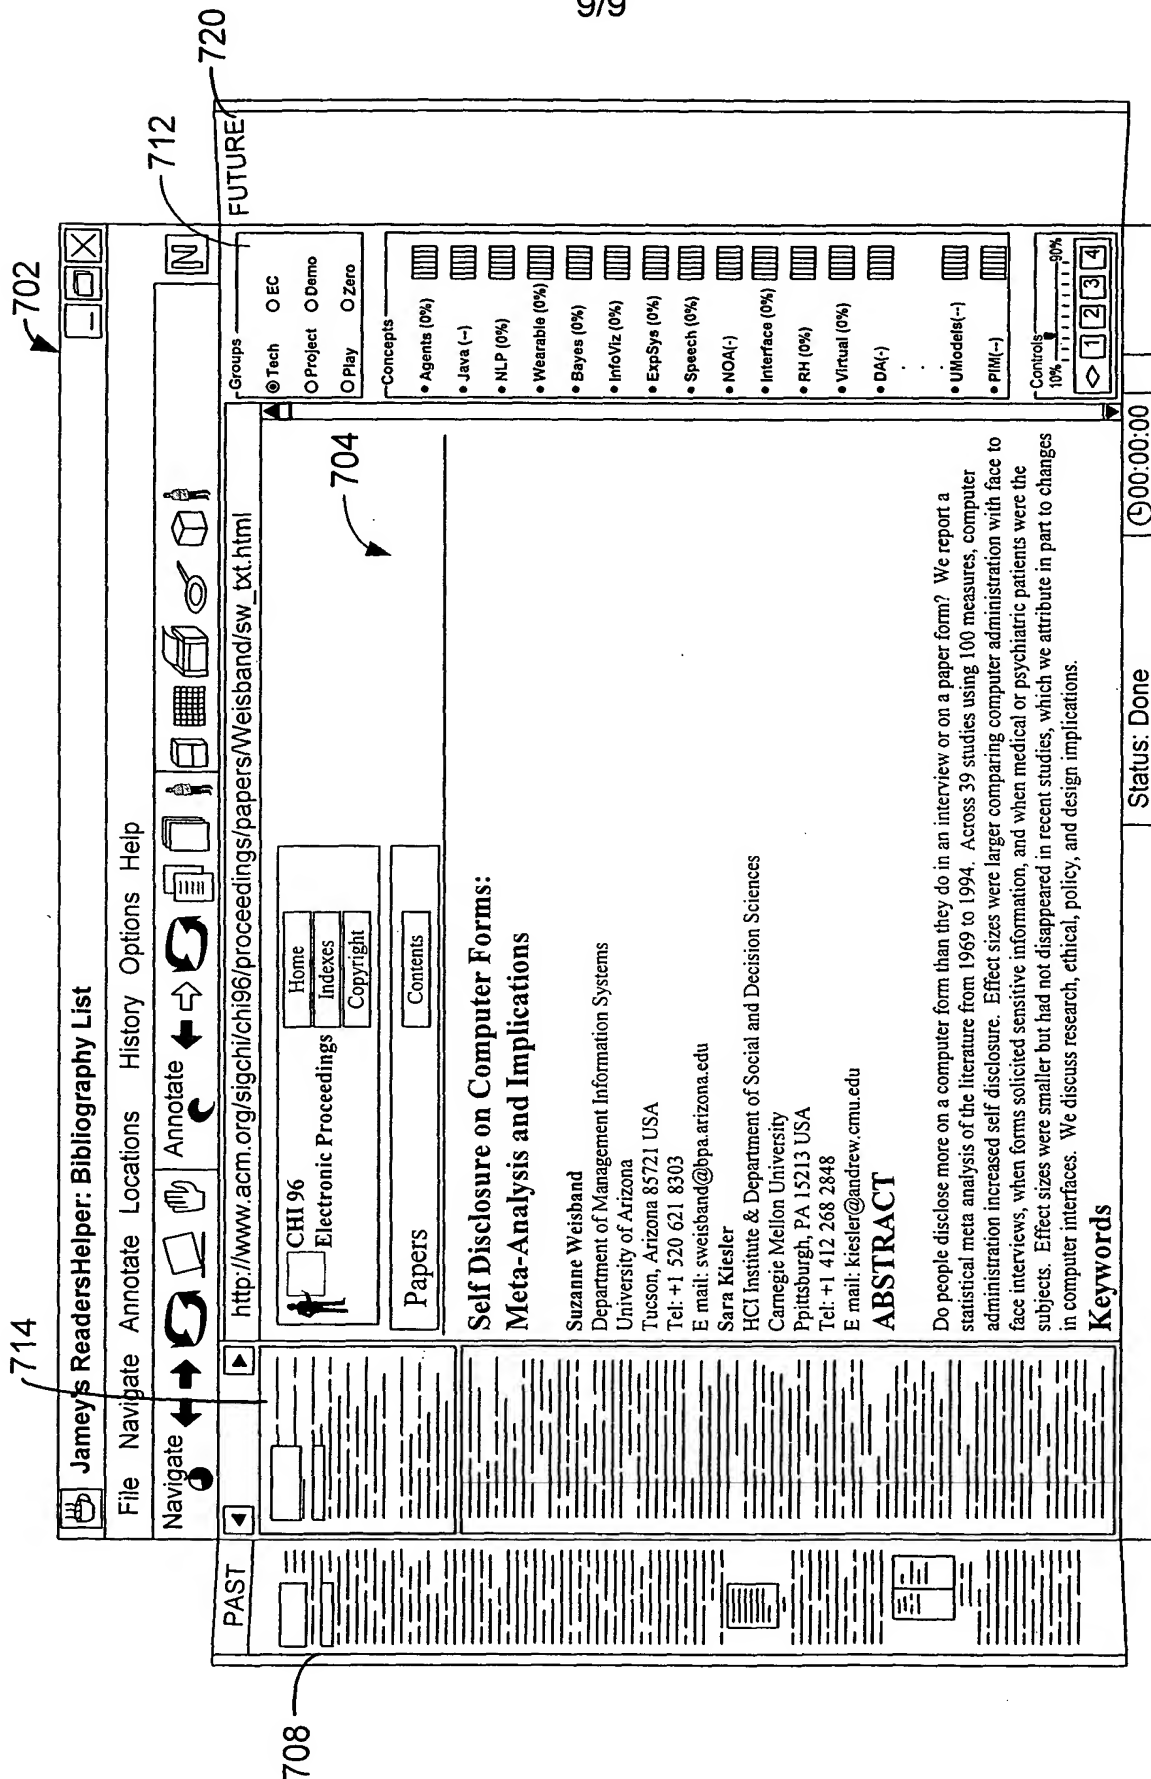 9/9
702
Jamey's ReadersHelper: Bibliography List
File Navigate Annotate Locations History Options Help
Navigate Annotate N
714
712
720
PAST
http://www.acm.org/sigchi/chi96/proceedings/papers/Weisband/sw_txt.html
FUTURE
708
CHI 96
Electronic Proceedings
Home
Indexes
Copyright
Papers
Contents
704
Self Disclosure on Computer Forms:
Meta-Analysis and Implications
Suzanne Weisband
Department of Management Information Systems
University of Arizona
Tucson, Arizona 85721 USA
Tel: +1 520 621 8303
E mail: sweisband@bpa.arizona.edu
Sara Kiesler
HCI Institute & Department of Social and Decision Sciences
Carnegie Mellon University
Ppittsburgh, PA 15213 USA
Tel: +1 412 268 2848
E mail: kiesler@andrew.cmu.edu
ABSTRACT
Do people disclose more on a computer form than they do in an interview or on a paper form? We report a
statistical meta analysis of the literature from 1969 to 1994. Across 39 studies using 100 measures, computer
administration increased self disclosure. Effect sizes were larger comparing computer administration with face to
face interviews, when forms solicited sensitive information, and when medical or psychiatric patients were the
subjects. Effect sizes were smaller but had not disappeared in recent studies, which we attribute in part to changes
in computer interfaces. We discuss research, ethical, policy, and design implications.
Keywords
Groups
Tech EC
Project Demo
Play Zero
Concepts
• Agents (0%)
• Java (--)
• NLP (0%)
• Wearable (0%)
• Bayes (0%)
• InfoViz (0%)
• ExpSys (0%)
• Speech (0%)
• NOA(-)
• Interface (0%)
• RH (0%)
• Virtual (0%)
• DA(-)
.
.
.
• UModels(--)
• PIM(--)
Controls
10% 90%
1 2 3 4
Status: Done 00:00:00